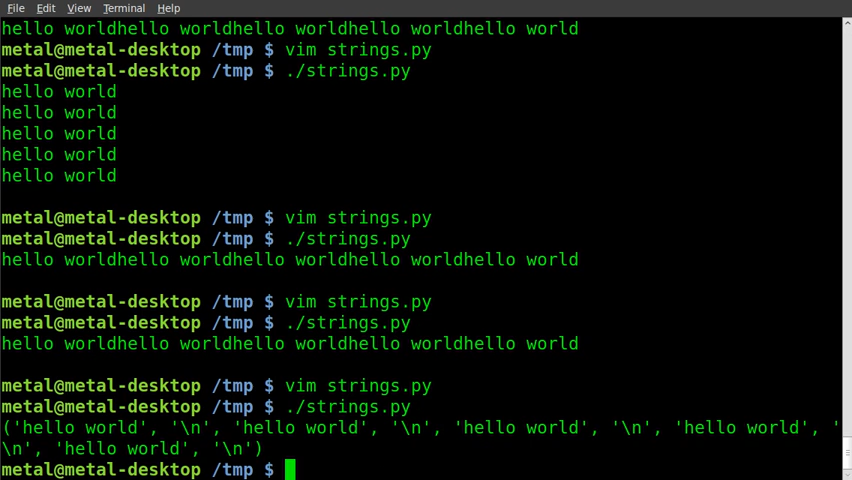 File Edit View Terminal Help
hello worldhello worldhello worldhello worldhello world
metal@metal-desktop /tmp $ vim strings.py
metal@metal-desktop /tmp $ ./strings.py
hello world
hello world
hello world
hello world
hello world
metal@metal-desktop /tmp $ vim strings.py
metal@metal-desktop /tmp $ ./strings.py
hello worldhello worldhello worldhello worldhello world
metal@metal-desktop /tmp $ vim strings.py
metal@metal-desktop /tmp $ ./strings.py
hello worldhello worldhello worldhello worldhello world
metal@metal-desktop /tmp $ vim strings.py
metal@metal-desktop /tmp $ ./strings.py
('hello world', '\n', 'hello world', '\n', 'hello world', '\n', 'hello world', '
\n', 'hello world', '\n')
metal@metal-desktop /tmp $